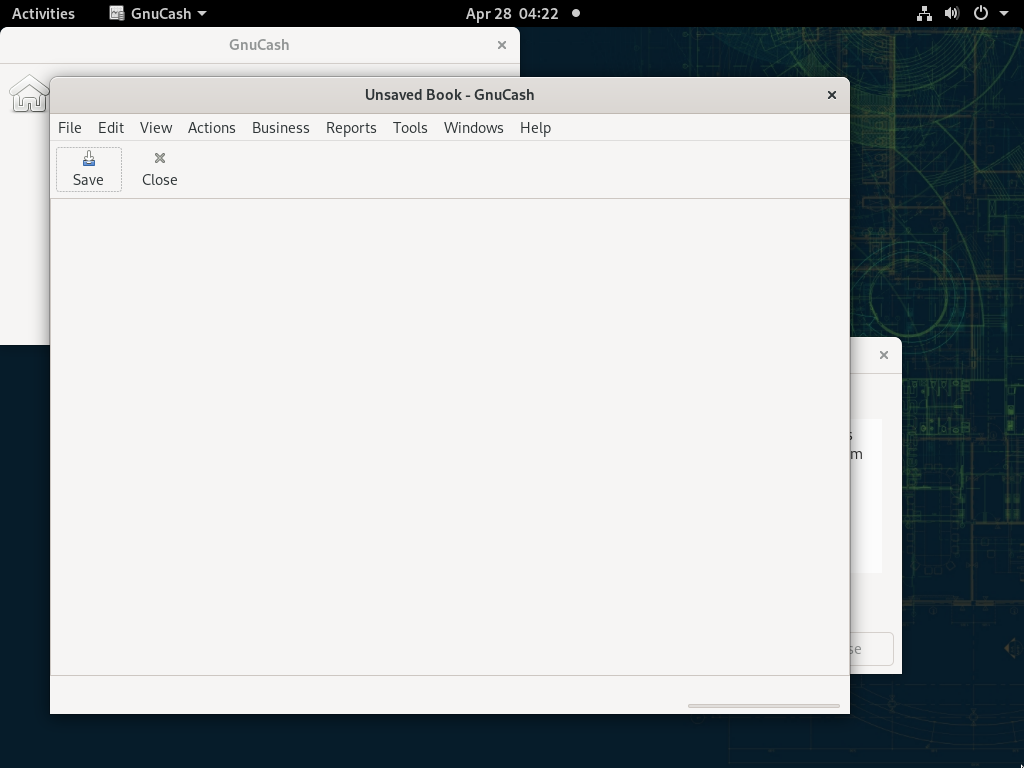 Activities GnuCash Apr 28 04:22
GnuCash
Unsaved Book - GnuCash
File Edit View Actions Business Reports Tools Windows Help
Save Close
m
se